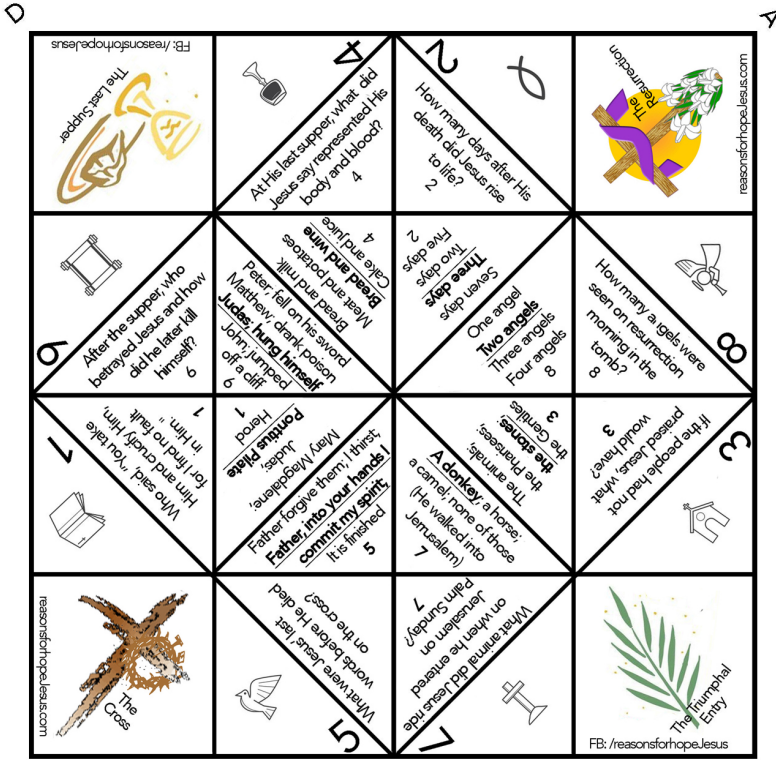 D
A
FB: /reasonsforhopeJesus
The Last Supper
4
At His last supper, what did
Jesus say represented His
body and blood?
4
2
How many days after His
death did Jesus rise
to life?
2
The
Resurrection
reasonsforhopeJesus.com
6
After the supper, who
betrayed Jesus and how
did he later kill
himself?
6
Bread and milk
Meat and potatoes
Bread and wine
Cake and juice
4
Peter; fell on his sword
Matthew; drank poison
Judas; hung himself
John; jumped
off a cliff
6
Seven days
Three days
Two days
Five days
2
One angel
Two angels
Three angels
Four angels
8
How many angels were
seen on resurrection
morning in the
tomb?
8
8
1
Who said, "You take
Him and crucify Him,
for I find no fault
in Him.."
1
Mary Magdalene;
Judas;
Pontius Pilate
Herod
1
Father forgive them; I thirst;
Father, into your hands I
commit my spirit;
It is finished
5
The animals;
the Pharisees;
the stones;
the Gentiles
3
A donkey; a horse;
a camel; none of those
(He walked into
Jerrusalem)
7
3
If the people had not
praised Jesus, what
would have?
3
reasonsforhopeJesus.com
The
Cross
5
What were Jesus' last
words before He died
on the cross?
7
What animal did Jesus ride
on when he entered
Jerusalem on
Palm Sunday?
7
The Triumphal
Entry
FB: /reasonsforhopeJesus